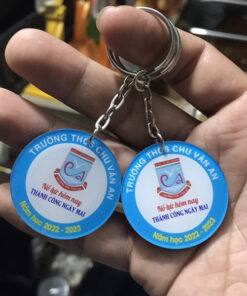 TRƯỜNG THCS CHU VĂN AN
Nỗ lực hôm nay
THÀNH CÔNG NGÀY MAI
Năm học 2022 - 2023
TRƯỜNG THCS CHU VĂN AN
Nỗ lực hôm nay
THÀNH CÔNG NGÀY MAI
Năm học 2022 - 2023